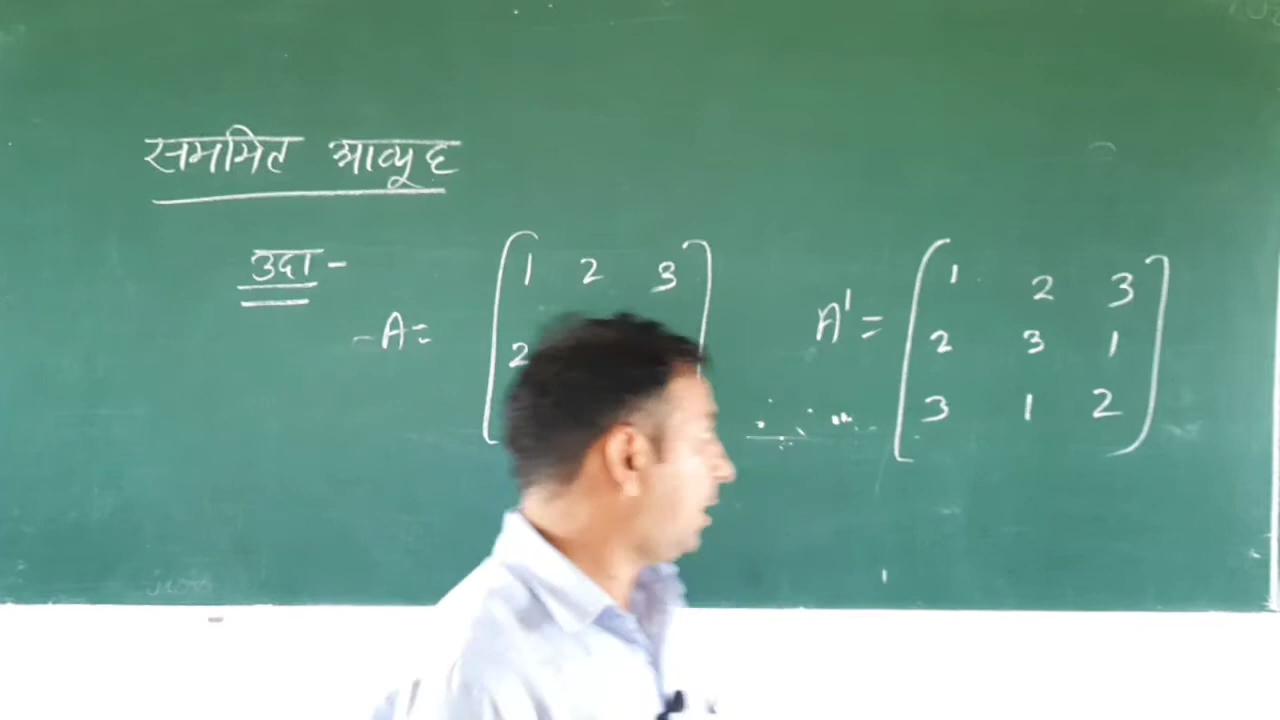 सममित आव्यूह
उदा -
1 2 3
1 2 3
- A =
A' =
2
2 3 1
3 1 2